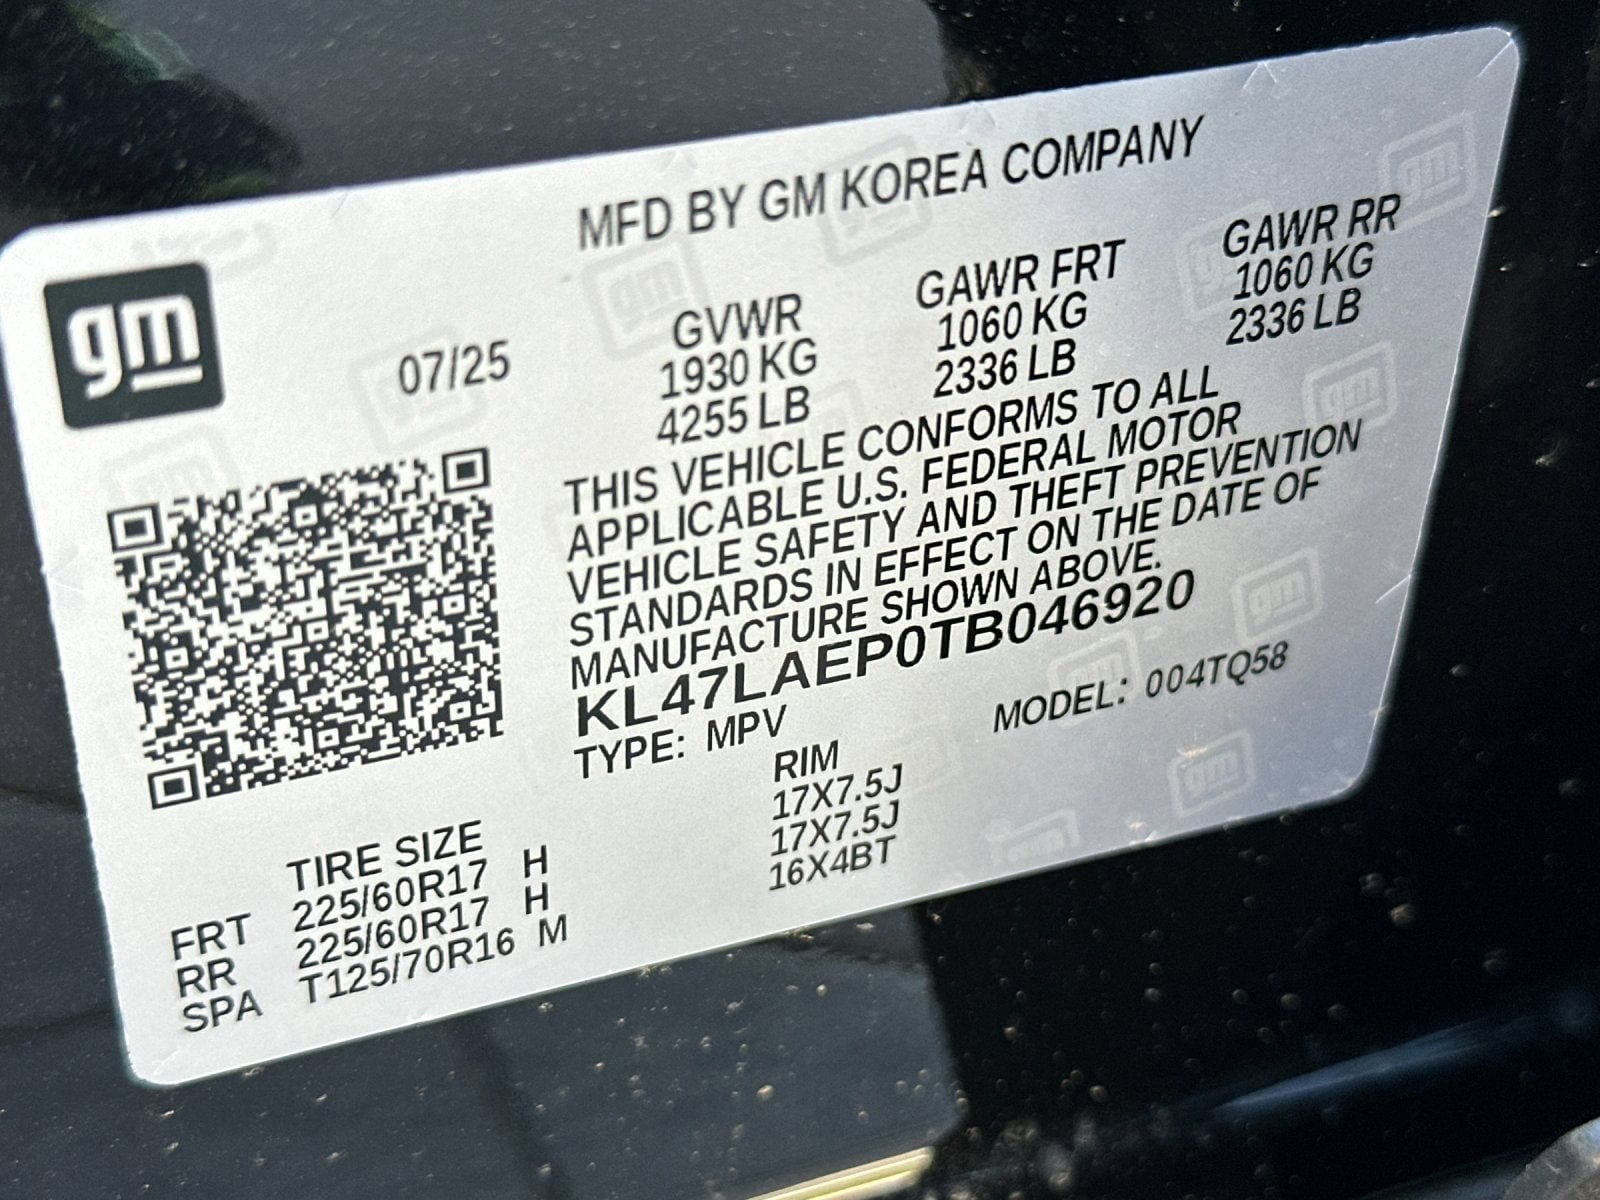 MFD BY GM KOREA COMPANY
gm
07/25
GVWR GAWR FRT GAWR RR
1930 KG 1060 KG 1060 KG
4255 LB 2336 LB 2336 LB
THIS VEHICLE CONFORMS TO ALL
APPLICABLE U.S. FEDERAL MOTOR
VEHICLE SAFETY AND THEFT PREVENTION
STANDARDS IN EFFECT ON THE DATE OF
MANUFACTURE SHOWN ABOVE.
KL47LAEP0TB046920
TYPE: MPV MODEL: 004TQ58
TIRE SIZE RIM
FRT 225/60R17 H 17X7.5J
RR 225/60R17 H 17X7.5J
SPA T125/70R16 M 16X4BT